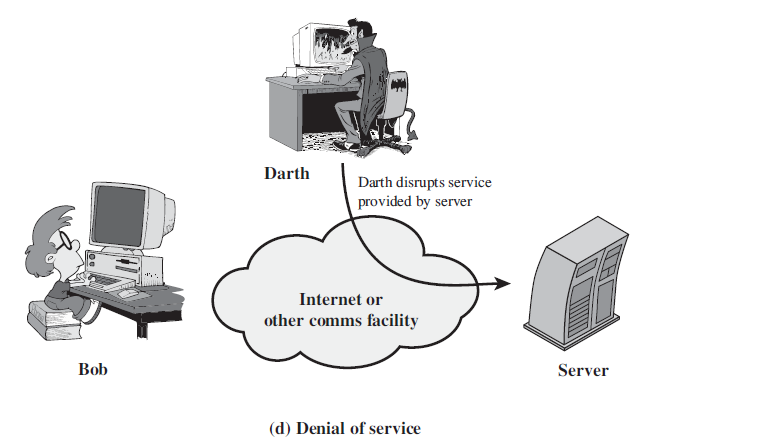 Darth
Darth disrupts service
provided by server
Internet or
other comms facility
Bob
Server
(d) Denial of service